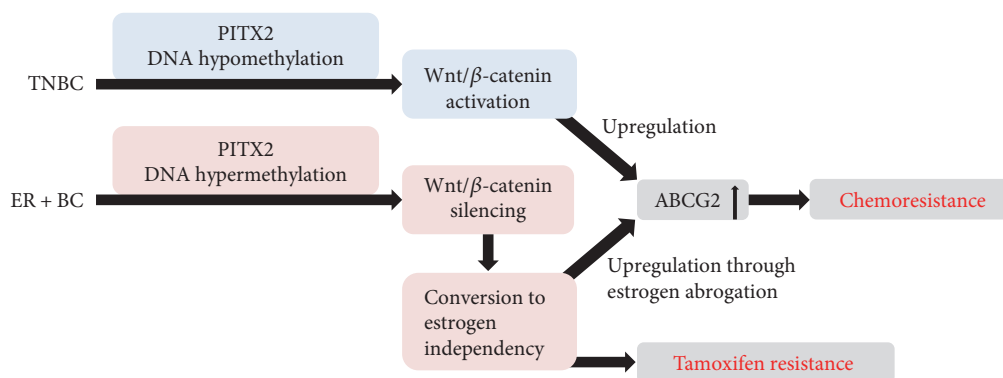 PITX2
DNA hypomethylation
TNBC
Wnt/β-catenin
activation
Upregulation
PITX2
DNA hypermethylation
ER + BC
Wnt/β-catenin
silencing
ABCG2
Chemoresistance
Upregulation through
estrogen abrogation
Conversion to
estrogen
independency
Tamoxifen resistance